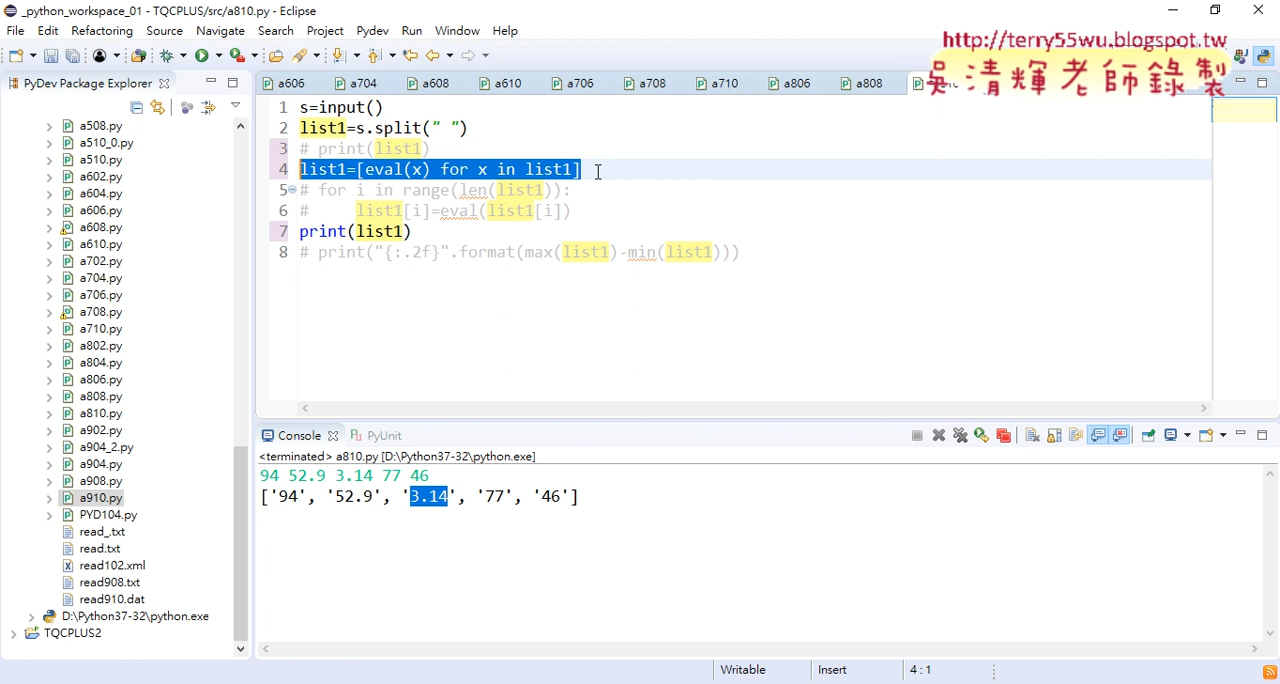 _python_workspace_01 - TQCPLUS/src/a810.py - Eclipse
File Edit Refactoring Source Navigate Search Project Pydev Run Window Help
http://terry55wu.blogspot.tw
吳清輝老師錄製
PyDev Package Explorer
a606 a704 a608 a610 a706 a708 a710 a806 a808
a508.py
a510_0.py
a510.py
a602.py
a604.py
a606.py
a608.py
a610.py
a702.py
a704.py
a706.py
a708.py
a710.py
a802.py
a804.py
a806.py
a808.py
a810.py
a902.py
a904_2.py
a904.py
a908.py
a910.py
PYD104.py
read_.txt
read.txt
read102.xml
read908.txt
read910.dat
D:\Python37-32\python.exe
TQCPLUS2
1 s=input()
2 list1=s.split(" ")
3 # print(list1)
4 list1=[eval(x) for x in list1]
5 # for i in range(len(list1)):
6 #     list1[i]=eval(list1[i])
7 print(list1)
8 # print("{:.2f}".format(max(list1)-min(list1)))
Console PyUnit
<terminated> a810.py [D:\Python37-32\python.exe]
94 52.9 3.14 77 46
['94', '52.9', '3.14', '77', '46']
Writable Insert 4 : 1